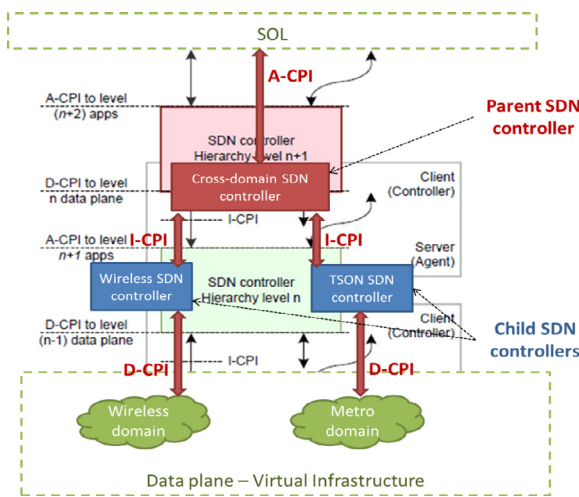 SOL
A-CPI
A-CPI to level
(n+2) apps
Parent SDN
controller
SDN controller
Hierarchy level n+1
Cross-domain SDN
controller
D-CPI to level
n data plane
Client
(Controller)
I-CPI
I-CPI
I-CPI
A-CPI to level
n+1 apps
Server
(Agent)
Wireless SDN
controller
SDN controller
Hierarchy level n
TSON SDN
controller
D-CPI to level
(n-1) data plane
Client
(Controller)
Child SDN
controllers
I-CPI
D-CPI
D-CPI
Wireless
domain
Metro
domain
Data plane – Virtual Infrastructure